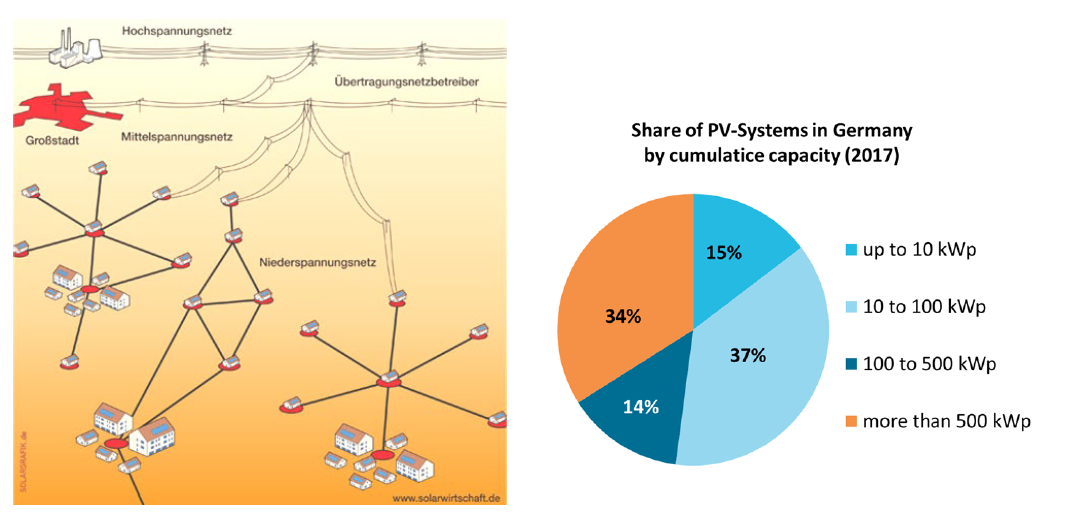 Hochspannungsnetz
Übertragungsnetzbetreiber
Großstadt
Mittelspannungsnetz
Niederspannungsnetz
SOLARGRAFIK.de
www.solarwirtschaft.de
Share of PV-Systems in Germany
by cumulatice capacity (2017)
15%
37%
14%
34%
up to 10 kWp
10 to 100 kWp
100 to 500 kWp
more than 500 kWp